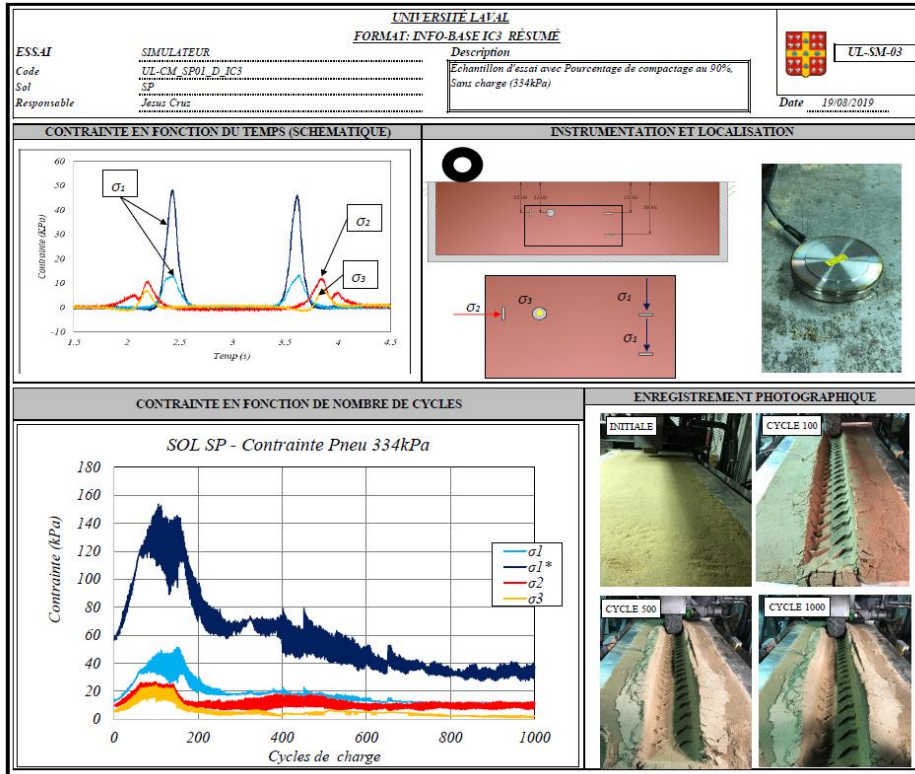 UNIVERSITÉ LAVAL
FORMAT: INFO-BASE IC3 RÉSUMÉ
ESSAI SIMULATEUR Description
Code UL-CM_SP01_D_IC3 Échantillon d'essai avec Pourcentage de compactage au 90%,
Sol SP Sans charge (334kPa)
Responsable Jesus Cruz
UL-SM-03
Date 19/08/2019
CONTRAINTE EN FONCTION DU TEMPS (SCHÉMATIQUE)
60
50
40
30
20
10
0
-10
Contrainte (KPa)
1.5 2 2.5 3 3.5 4 4.5
Temp (s)
σ1
σ2
σ3
INSTRUMENTATION ET LOCALISATION
σ2
σ3
σ1
σ1
CONTRAINTE EN FONCTION DE NOMBRE DE CYCLES
SOL SP - Contrainte Pneu 334kPa
180
160
140
120
100
80
60
40
20
0
Contrainte (kPa)
0 200 400 600 800 1000
Cycles de charge
σ1
σ1*
σ2
σ3
ENREGISTREMENT PHOTOGRAPHIQUE
INITIALE
CYCLE 100
CYCLE 500
CYCLE 1000